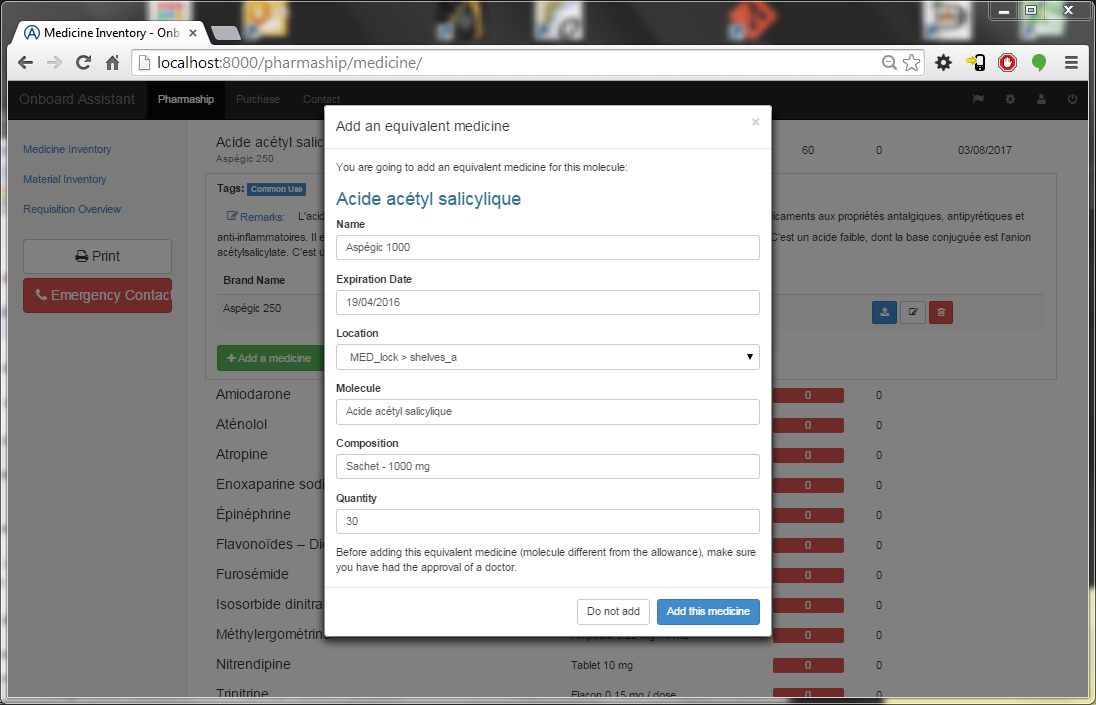 Medicine Inventory - Onb
localhost:8000/pharmaship/medicine/
Onboard Assistant Pharmaship Purchase Contact
Medicine Inventory
Material Inventory
Requisition Overview
Print
Emergency Contact
Acide acétyl salic 60 0 03/08/2017
Aspégic 250
Tags: Common Use
Remarks: L'acid icaments aux propriétés antalgiques, antipyrétiques et
anti-inflammatoires. Il e C'est un acide faible, dont la base conjuguée est l'anion
acétylsalicylate. C'est u
Brand Name
Aspégic 250
Add a medicine
Amiodarone 0 0
Aténolol 0 0
Atropine 0 0
Enoxaparine sodi 0 0
Épinéphrine 0 0
Flavonoïdes – Di 0 0
Furosémide 0 0
Isosorbide dinitra 0 0
Méthylergométrine 0 0
Nitrendipine Tablet 10 mg 0 0
Trinitrine Flacon 0.15 mg / dose 0 0
Add an equivalent medicine ×
You are going to add an equivalent medicine for this molecule:
Acide acétyl salicylique
Name
Aspégic 1000
Expiration Date
19/04/2016
Location
MED_lock > shelves_a
Molecule
Acide acétyl salicylique
Composition
Sachet - 1000 mg
Quantity
30
Before adding this equivalent medicine (molecule different from the allowance), make sure
you have had the approval of a doctor.
Do not add Add this medicine